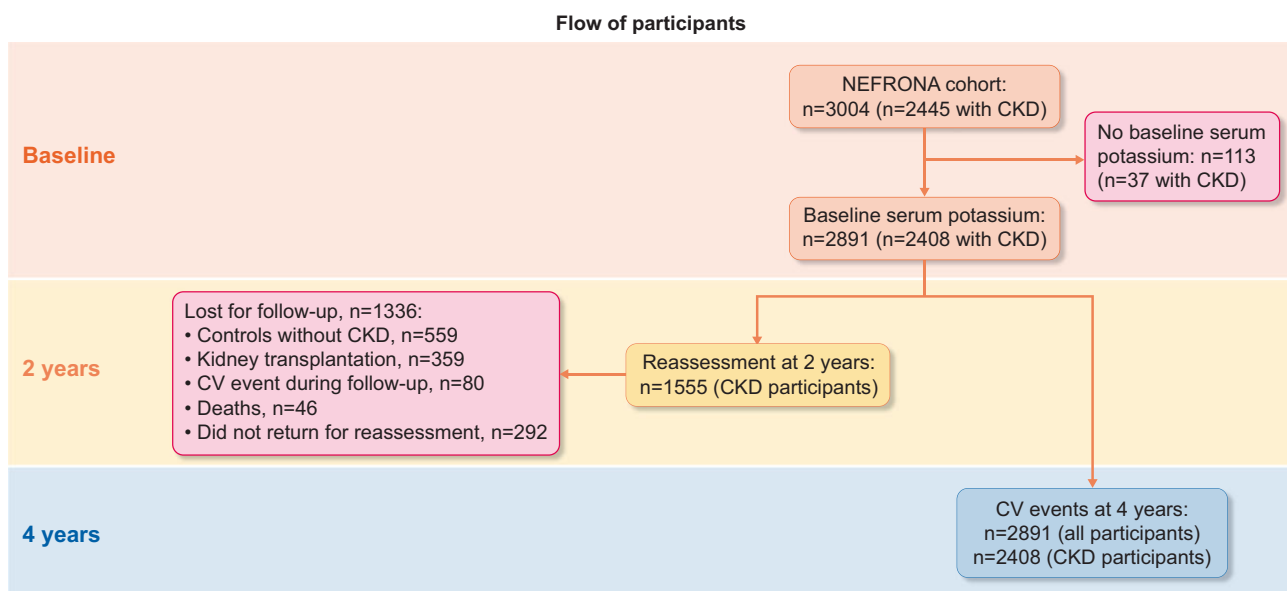 Flow of participants
Baseline
NEFRONA cohort:
n=3004 (n=2445 with CKD)
No baseline serum
potassium: n=113
(n=37 with CKD)
Baseline serum potassium:
n=2891 (n=2408 with CKD)
2 years
Lost for follow-up, n=1336:
• Controls without CKD, n=559
• Kidney transplantation, n=359
• CV event during follow-up, n=80
• Deaths, n=46
• Did not return for reassessment, n=292
Reassessment at 2 years:
n=1555 (CKD participants)
4 years
CV events at 4 years:
n=2891 (all participants)
n=2408 (CKD participants)